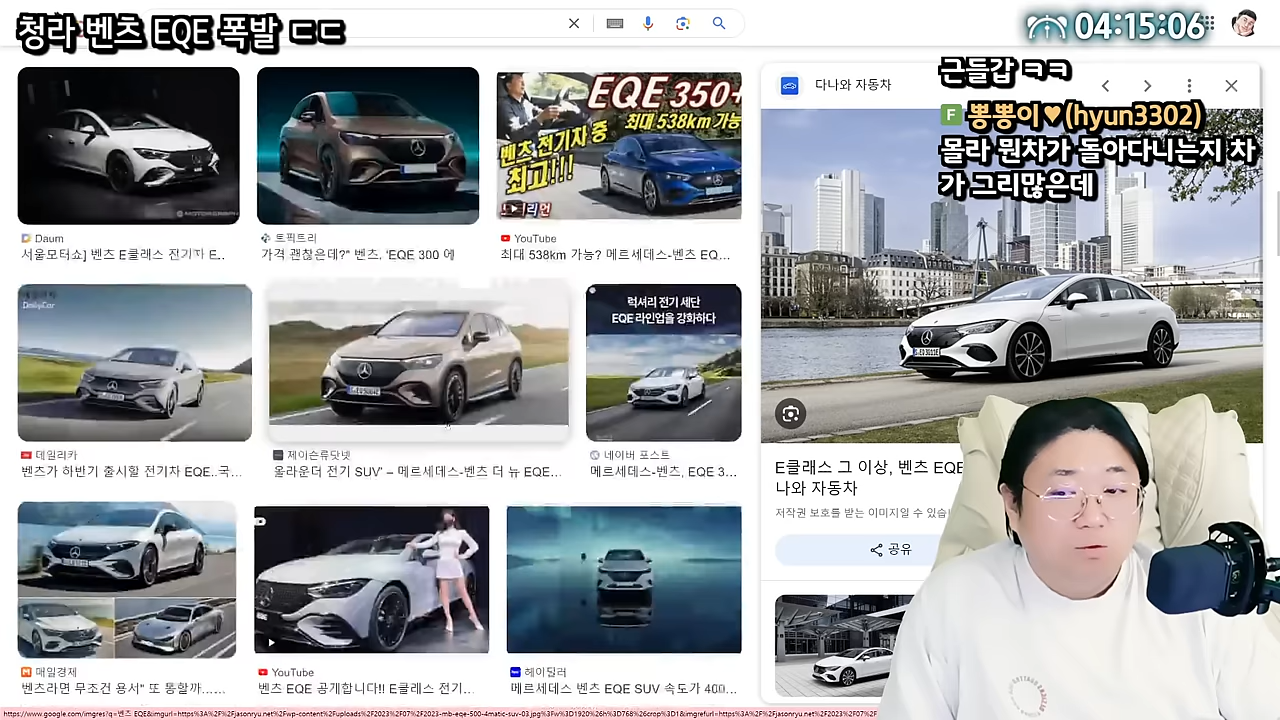 청라 벤츠 EQE 폭발 ㄷㄷ
04:15:06
근들갑 ㅋㅋ
F 뿅뿅이♥(hyun3302)
몰라 뭔차가 돌아다니는지 차
가 그리많은데
다나와 자동차
EQE 350+
최대 538km 가능
벤츠 전기차 중
최고!!!
Daum
서울모터쇼] 벤츠 E클래스 전기차 E..
토픽트리
가격 괜찮은데?" 벤츠, 'EQE 300 에
YouTube
최대 538km 가능? 메르세데스-벤츠 EQ...
DailyCar
럭셔리 전기 세단
EQE 라인업을 강화하다
데일리카
벤츠가 하반기 출시할 전기차 EQE..국...
제이슨류닷넷
올라운더 전기 SUV' – 메르세데스-벤츠 더 뉴 EQE...
네이버 포스트
메르세데스-벤츠, EQE 3...
E클래스 그 이상, 벤츠 EQE
나와 자동차
저작권 보호를 받는 이미지일 수 있습니
공유
매일경제
벤츠라면 무조건 용서" 또 통할까......
YouTube
벤츠 EQE 공개합니다!! E클래스 전기...
헤이딜러
메르세데스 벤츠 EQE SUV 속도가 400...